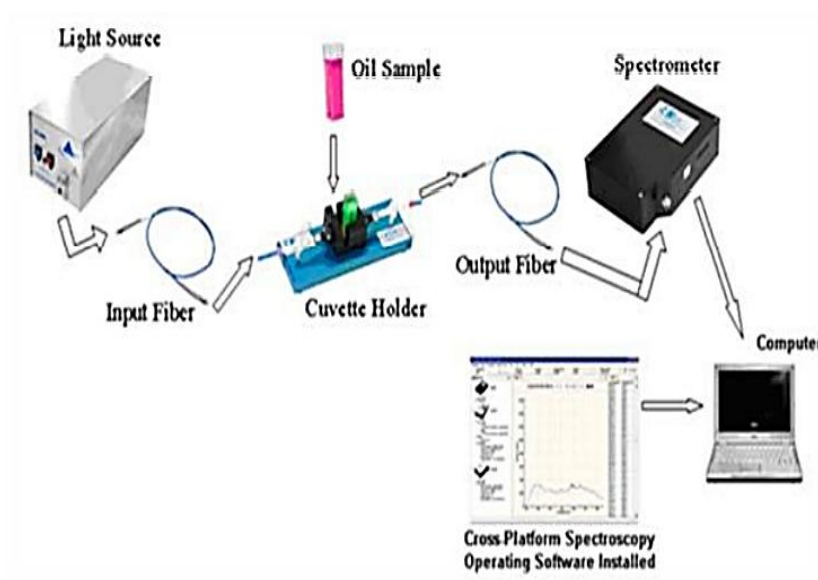 Light Source
Oil Sample
Spectrometer
Input Fiber
Cuvette Holder
Output Fiber
Computer
Cross-Platform Spectroscopy
Operating Software Installed